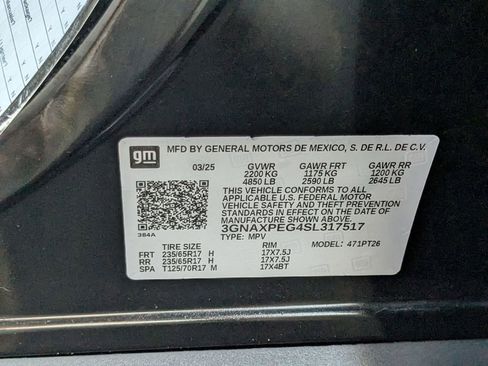 gm
MFD BY GENERAL MOTORS DE MEXICO, S. DE R.L. DE C.V.
03/25 GVWR GAWR FRT GAWR RR
2200 KG 1175 KG 1200 KG
4850 LB 2590 LB 2645 LB
THIS VEHICLE CONFORMS TO ALL
APPLICABLE U.S. FEDERAL MOTOR
VEHICLE SAFETY AND THEFT
PREVENTION STANDARDS IN EFFECT ON
THE DATE OF MANUFACTURE SHOWN ABOVE.
3GNAXPEG4SL317517
384A
TYPE: MPV MODEL: 471PT26
TIRE SIZE RIM
FRT 235/65R17 H 17X7.5J
RR 235/65R17 H 17X7.5J
SPA T125/70R17 M 17X4BT